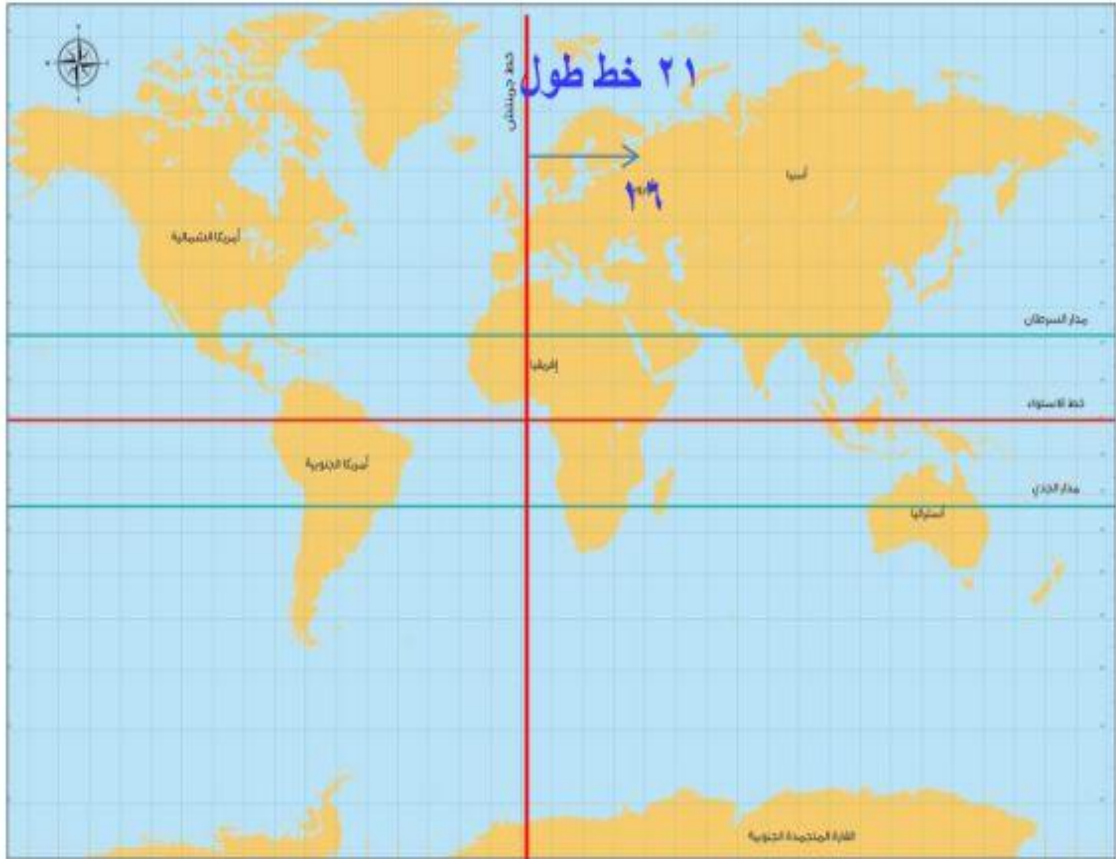 ٢١ خط طول
خط جرينتش
١٦
آسيا
أمريكا الشمالية
مدار السرطان
إفريقيا
خط الاستواء
أمريكا الجنوبية
مدار الجدي
أستراليا
القارة المتجمدة الجنوبية